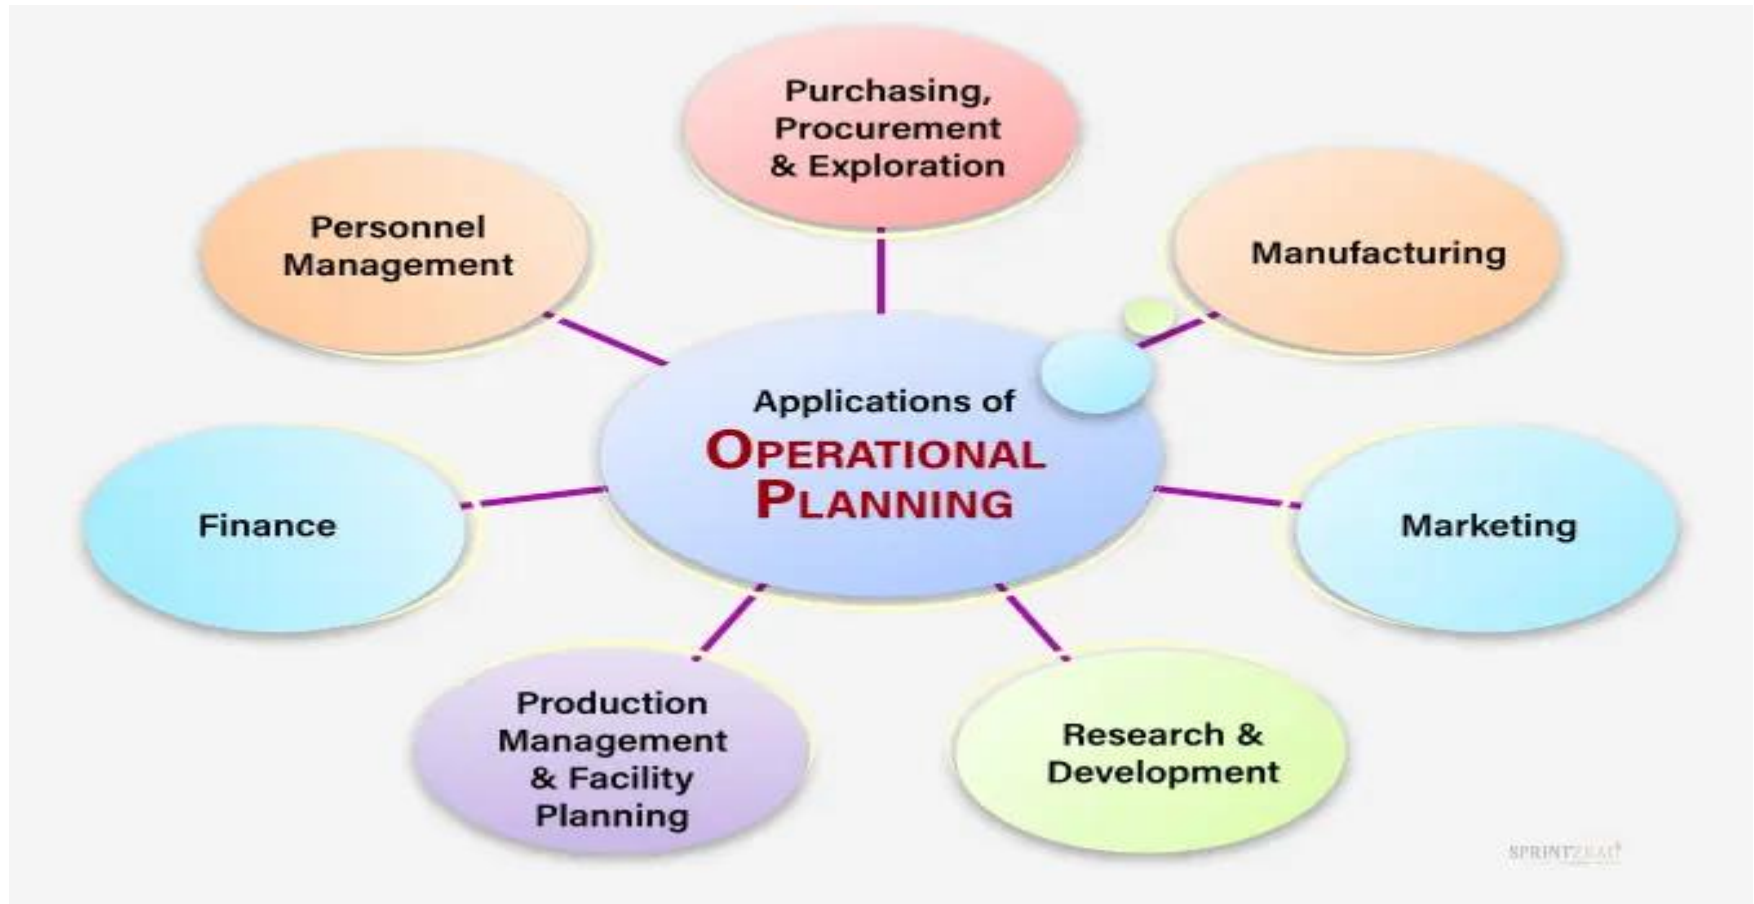 Purchasing,
Procurement
& Exploration
Personnel
Management
Manufacturing
Applications of
OPERATIONAL
PLANNING
Finance
Marketing
Production
Management
& Facility
Planning
Research &
Development